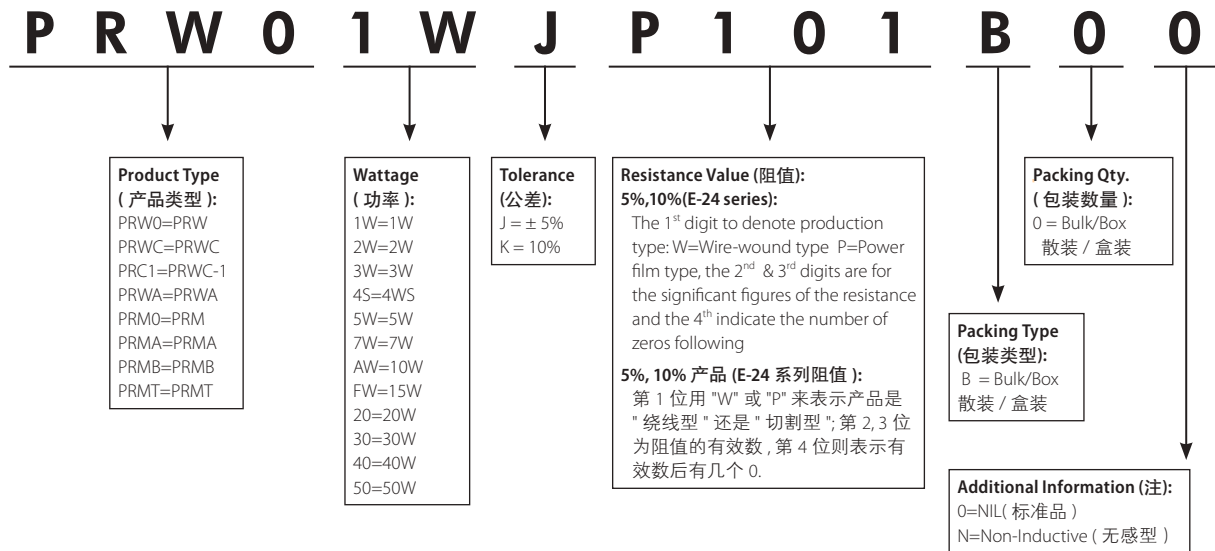 P R W 0 1 W J P 1 0 1 B 0 0
Product Type
( 产品类型 ):
PRW0=PRW
PRWC=PRWC
PRC1=PRWC-1
PRWA=PRWA
PRM0=PRM
PRMA=PRMA
PRMB=PRMB
PRMT=PRMT
Wattage
( 功率 ):
1W=1W
2W=2W
3W=3W
4S=4WS
5W=5W
7W=7W
AW=10W
FW=15W
20=20W
30=30W
40=40W
50=50W
Tolerance
(公差):
J = ± 5%
K = 10%
Resistance Value (阻值):
5%,10%(E-24 series):
The 1st digit to denote production
type: W=Wire-wound type P=Power
film type, the 2nd & 3rd digits are for
the significant figures of the resistance
and the 4th indicate the number of
zeros following
5%, 10% 产品 (E-24 系列阻值 ):
第 1 位用 "W" 或 "P" 来表示产品是
" 绕线型 " 还是 " 切割型 "; 第 2, 3 位
为阻值的有效数 , 第 4 位则表示有
效数后有几个 0.
Packing Qty.
( 包装数量 ):
0 = Bulk/Box
散装 / 盒装
Packing Type
(包装类型):
B = Bulk/Box
散装 / 盒装
Additional Information (注):
0=NIL( 标准品 )
N=Non-Inductive ( 无感型 )